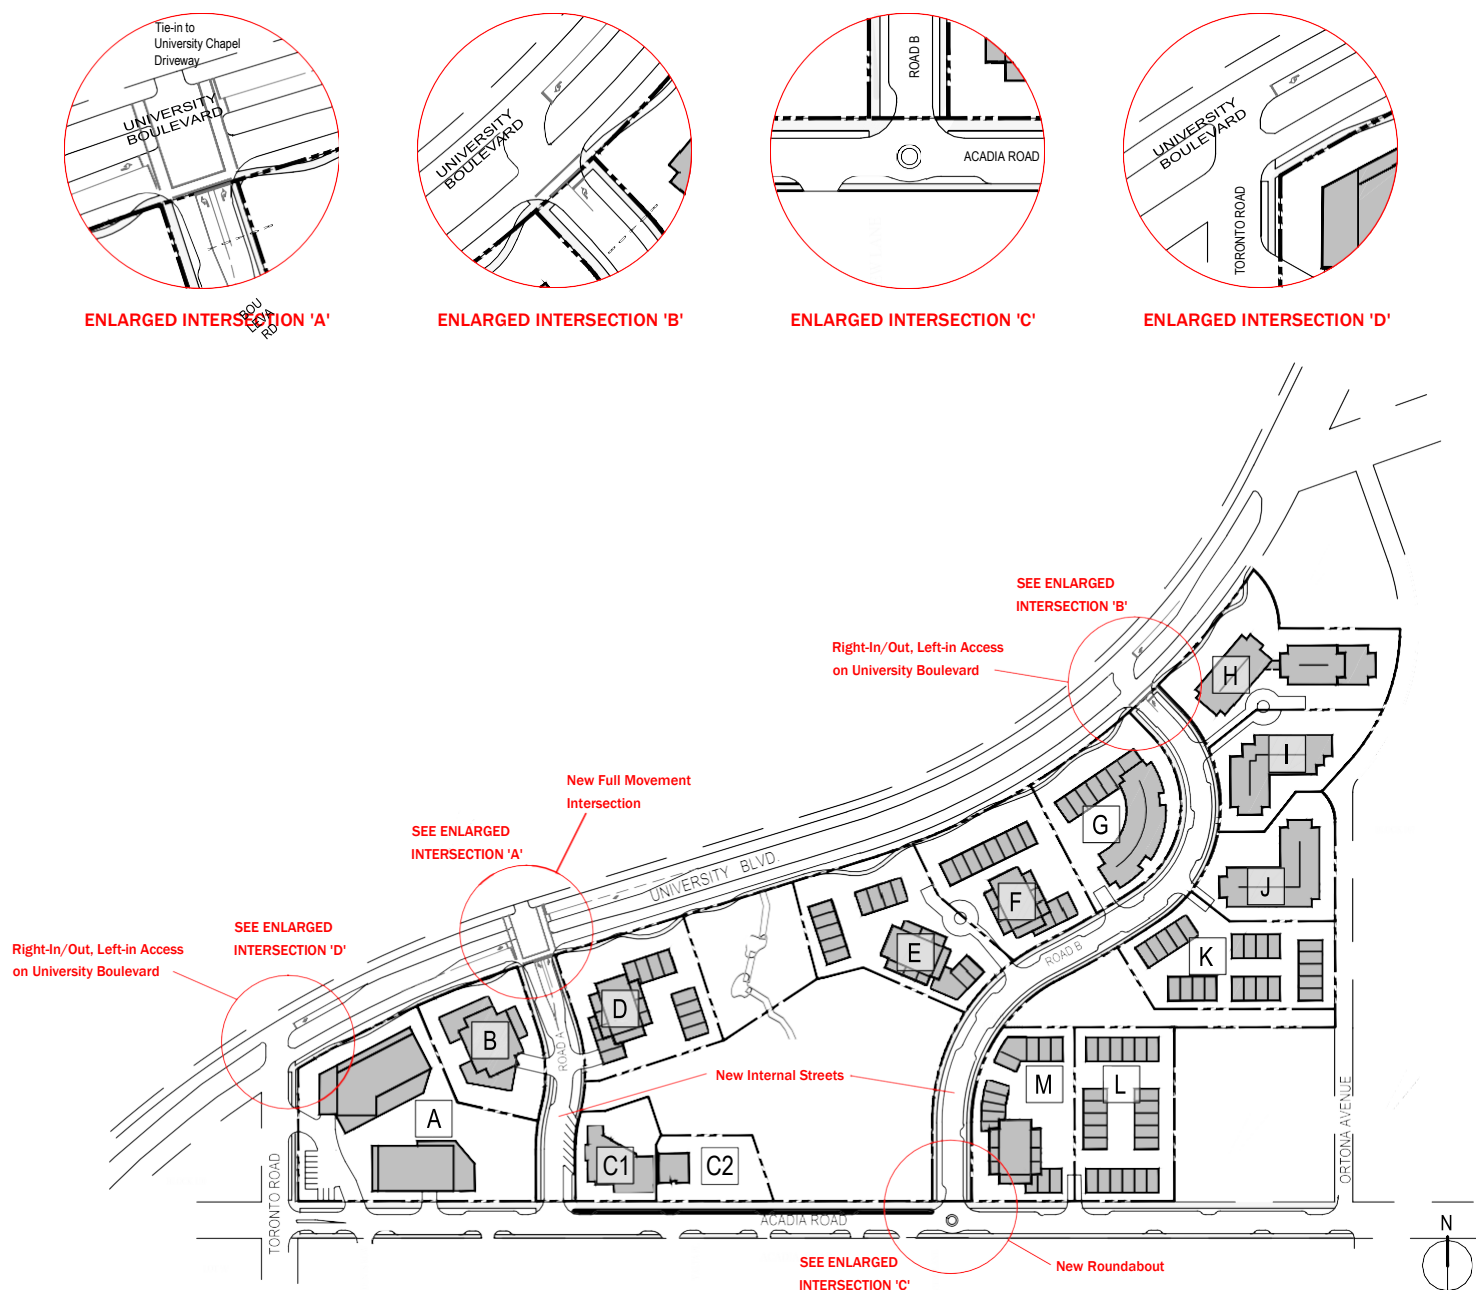 Tie-in to
University Chapel
Driveway
UNIVERSITY
BOULEVARD
BOU
LEVA
RD
ENLARGED INTERSECTION 'A'
UNIVERSITY
BOULEVARD
ENLARGED INTERSECTION 'B'
ROAD B
ACADIA ROAD
ENLARGED INTERSECTION 'C'
UNIVERSITY
BOULEVARD
TORONTO ROAD
ENLARGED INTERSECTION 'D'
SEE ENLARGED
INTERSECTION 'B'
Right-In/Out, Left-in Access
on University Boulevard
H
I
New Full Movement
Intersection
SEE ENLARGED
INTERSECTION 'A'
G
UNIVERSITY BLVD.
J
F
SEE ENLARGED
INTERSECTION 'D'
Right-In/Out, Left-in Access
on University Boulevard
E
ROAD B
K
D
B
ROAD A
New Internal Streets
M
L
A
C1
C2
ORTONA AVENUE
TORONTO ROAD
ACADIA ROAD
SEE ENLARGED
INTERSECTION 'C'
New Roundabout
N